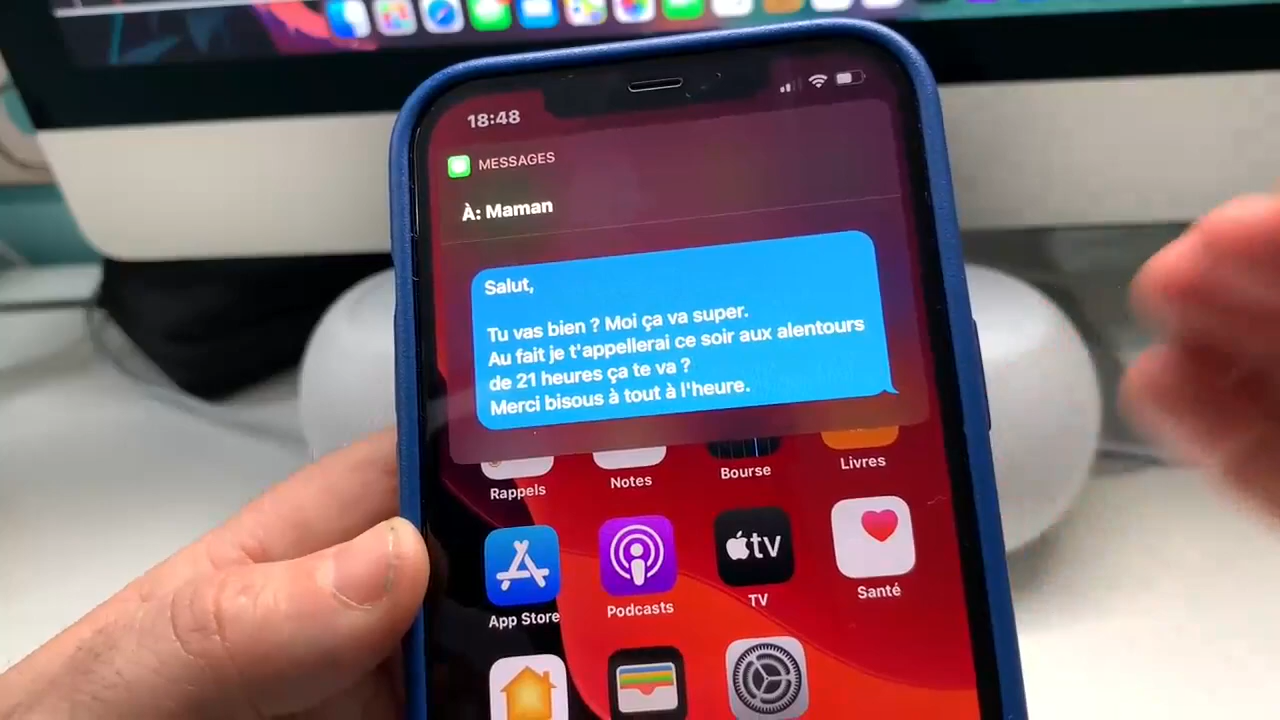 18:48
MESSAGES
À: Maman
Salut,
Tu vas bien ? Moi ça va super.
Au fait je t'appellerai ce soir aux alentours
de 21 heures ça te va ?
Merci bisous à tout à l'heure.
Rappels
Notes
Bourse
Livres
tv
App Store
Podcasts
TV
Santé